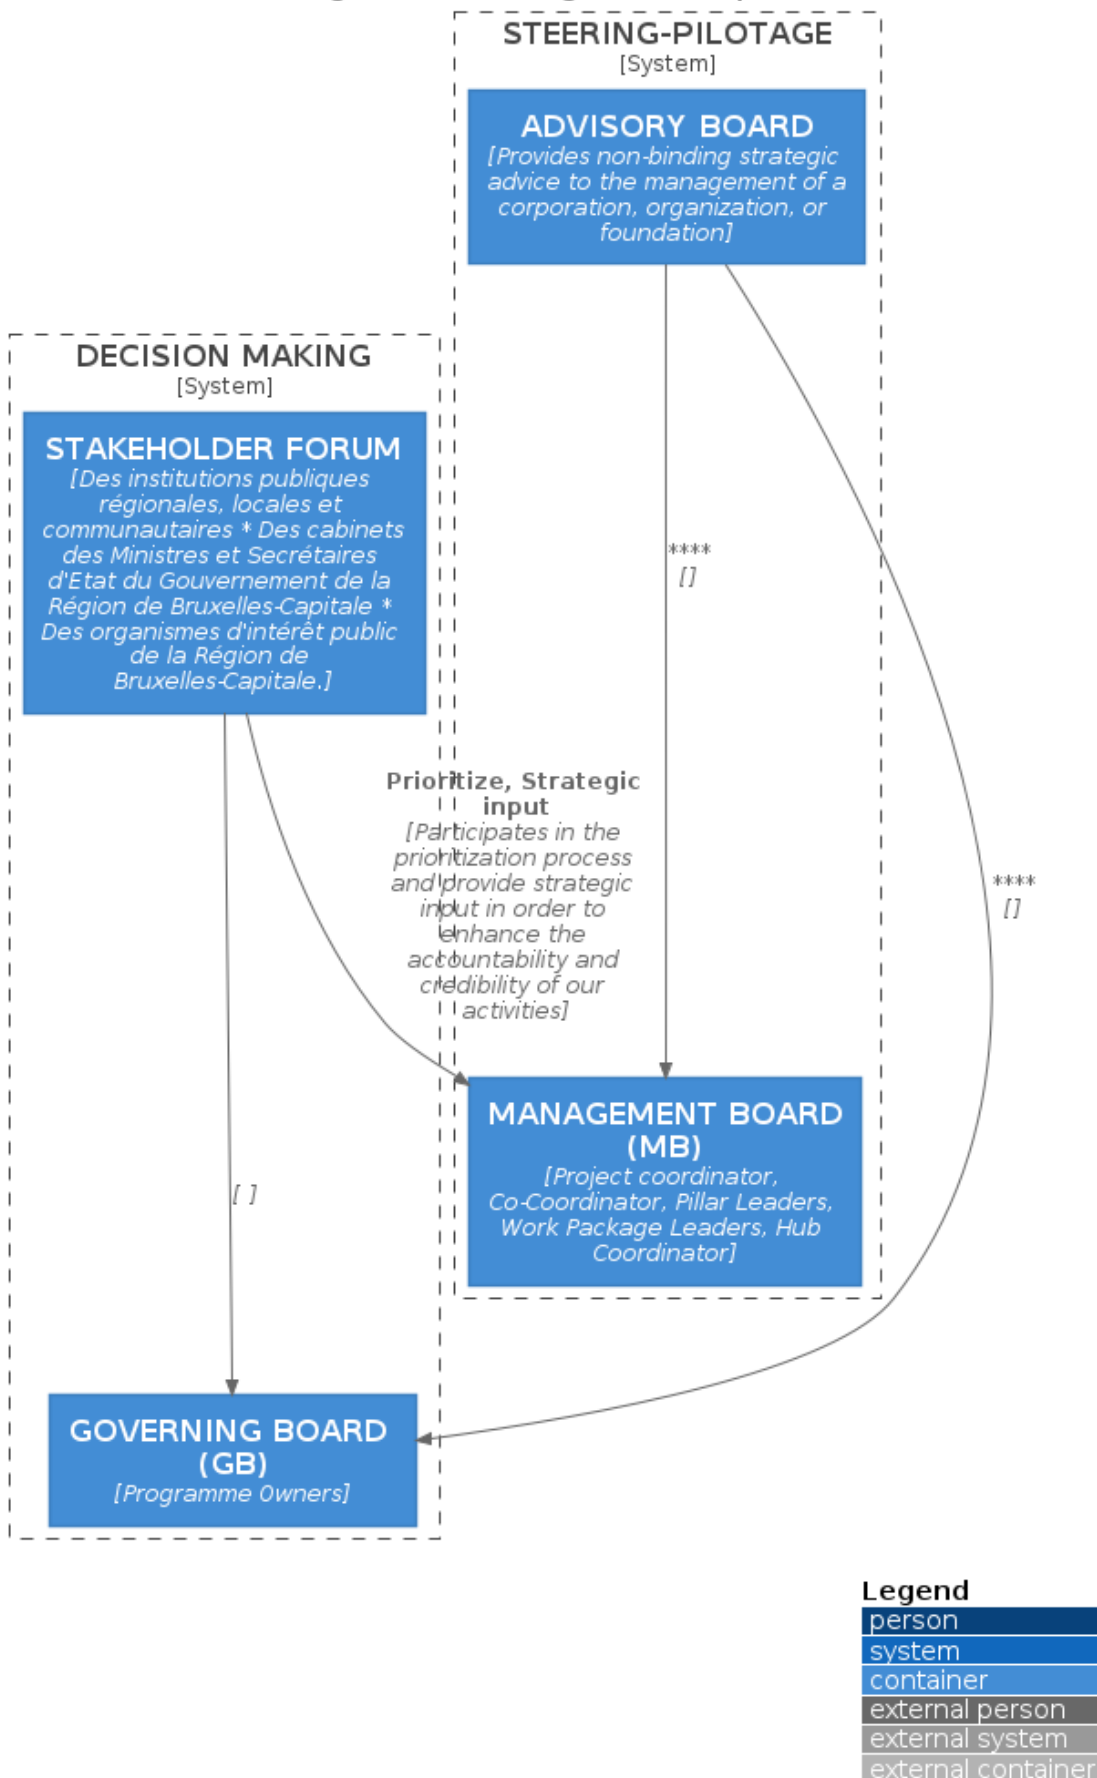 STEERING-PILOTAGE
[System]
ADVISORY BOARD
[Provides non-binding strategic
advice to the management of a
corporation, organization, or
foundation]
DECISION MAKING
[System]
STAKEHOLDER FORUM
[Des institutions publiques
régionales, locales et
communautaires * Des cabinets
des Ministres et Secrétaires
d'Etat du Gouvernement de la
Région de Bruxelles-Capitale *
Des organismes d'intérêt public
de la Région de
Bruxelles-Capitale.]
****
[]
Prioritize, Strategic
input
[Participates in the
prioritization process
and provide strategic
input in order to
enhance the
accountability and
credibility of our
activities]
****
[]
MANAGEMENT BOARD
(MB)
[Project coordinator,
Co-Coordinator, Pillar Leaders,
Work Package Leaders, Hub
Coordinator]
[ ]
GOVERNING BOARD
(GB)
[Programme 0wners]
Legend
person
system
container
external person
external system
external container